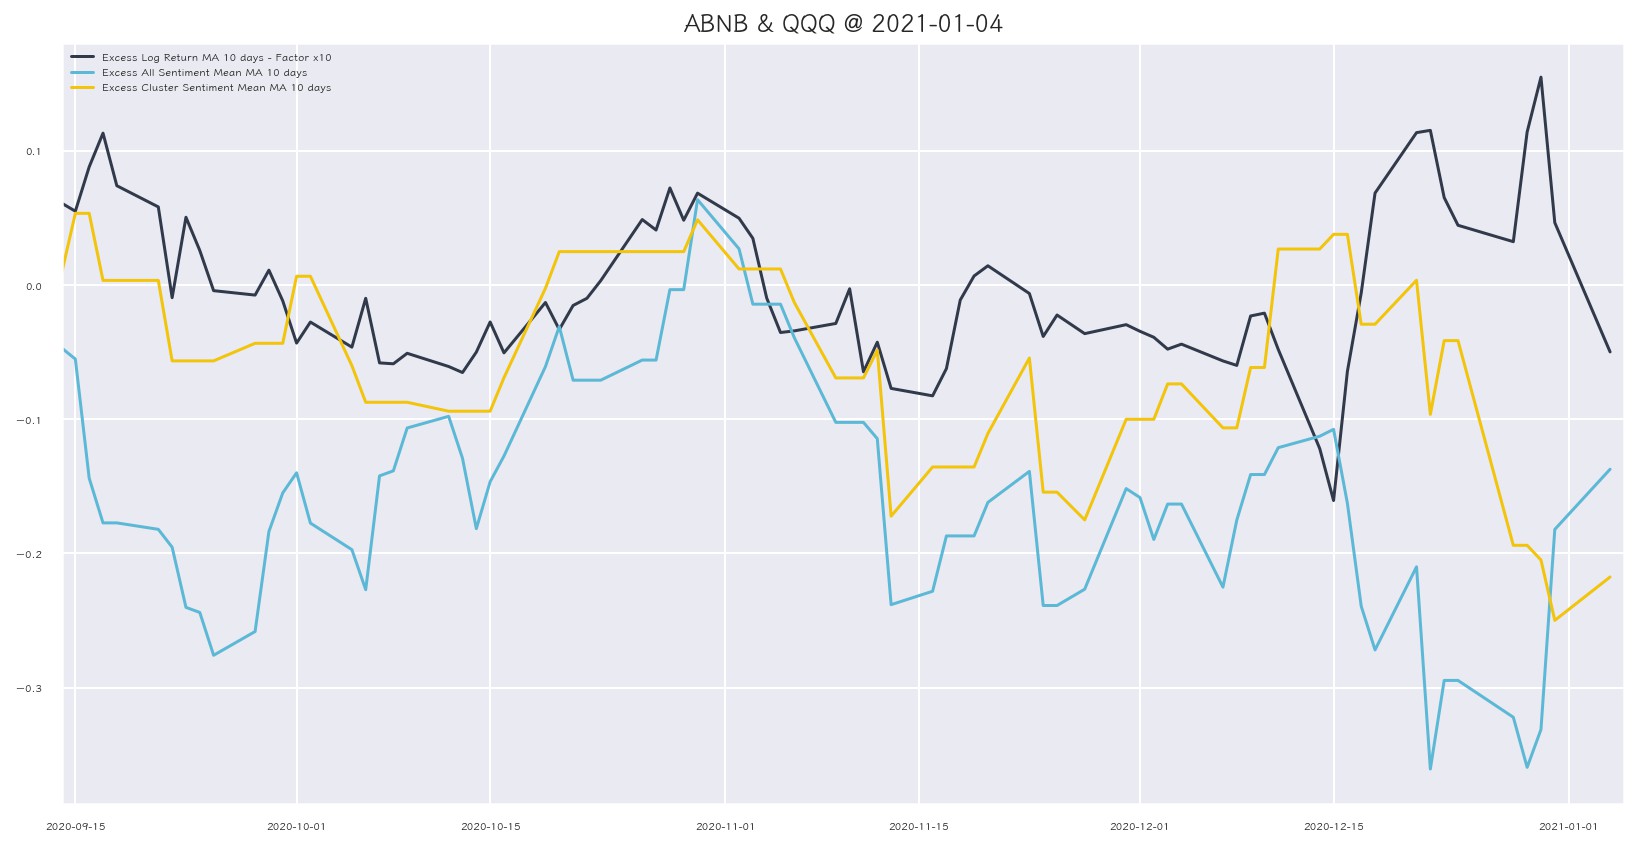 ABNB & QQQ @ 2021-01-04
Excess Log Return MA 10 days - Factor x10
Excess All Sentiment Mean MA 10 days
Excess Cluster Sentiment Mean MA 10 days
0.1
0.0
−0.1
−0.2
−0.3
2020-09-15 2020-10-01 2020-10-15 2020-11-01 2020-11-15 2020-12-01 2020-12-15 2021-01-01